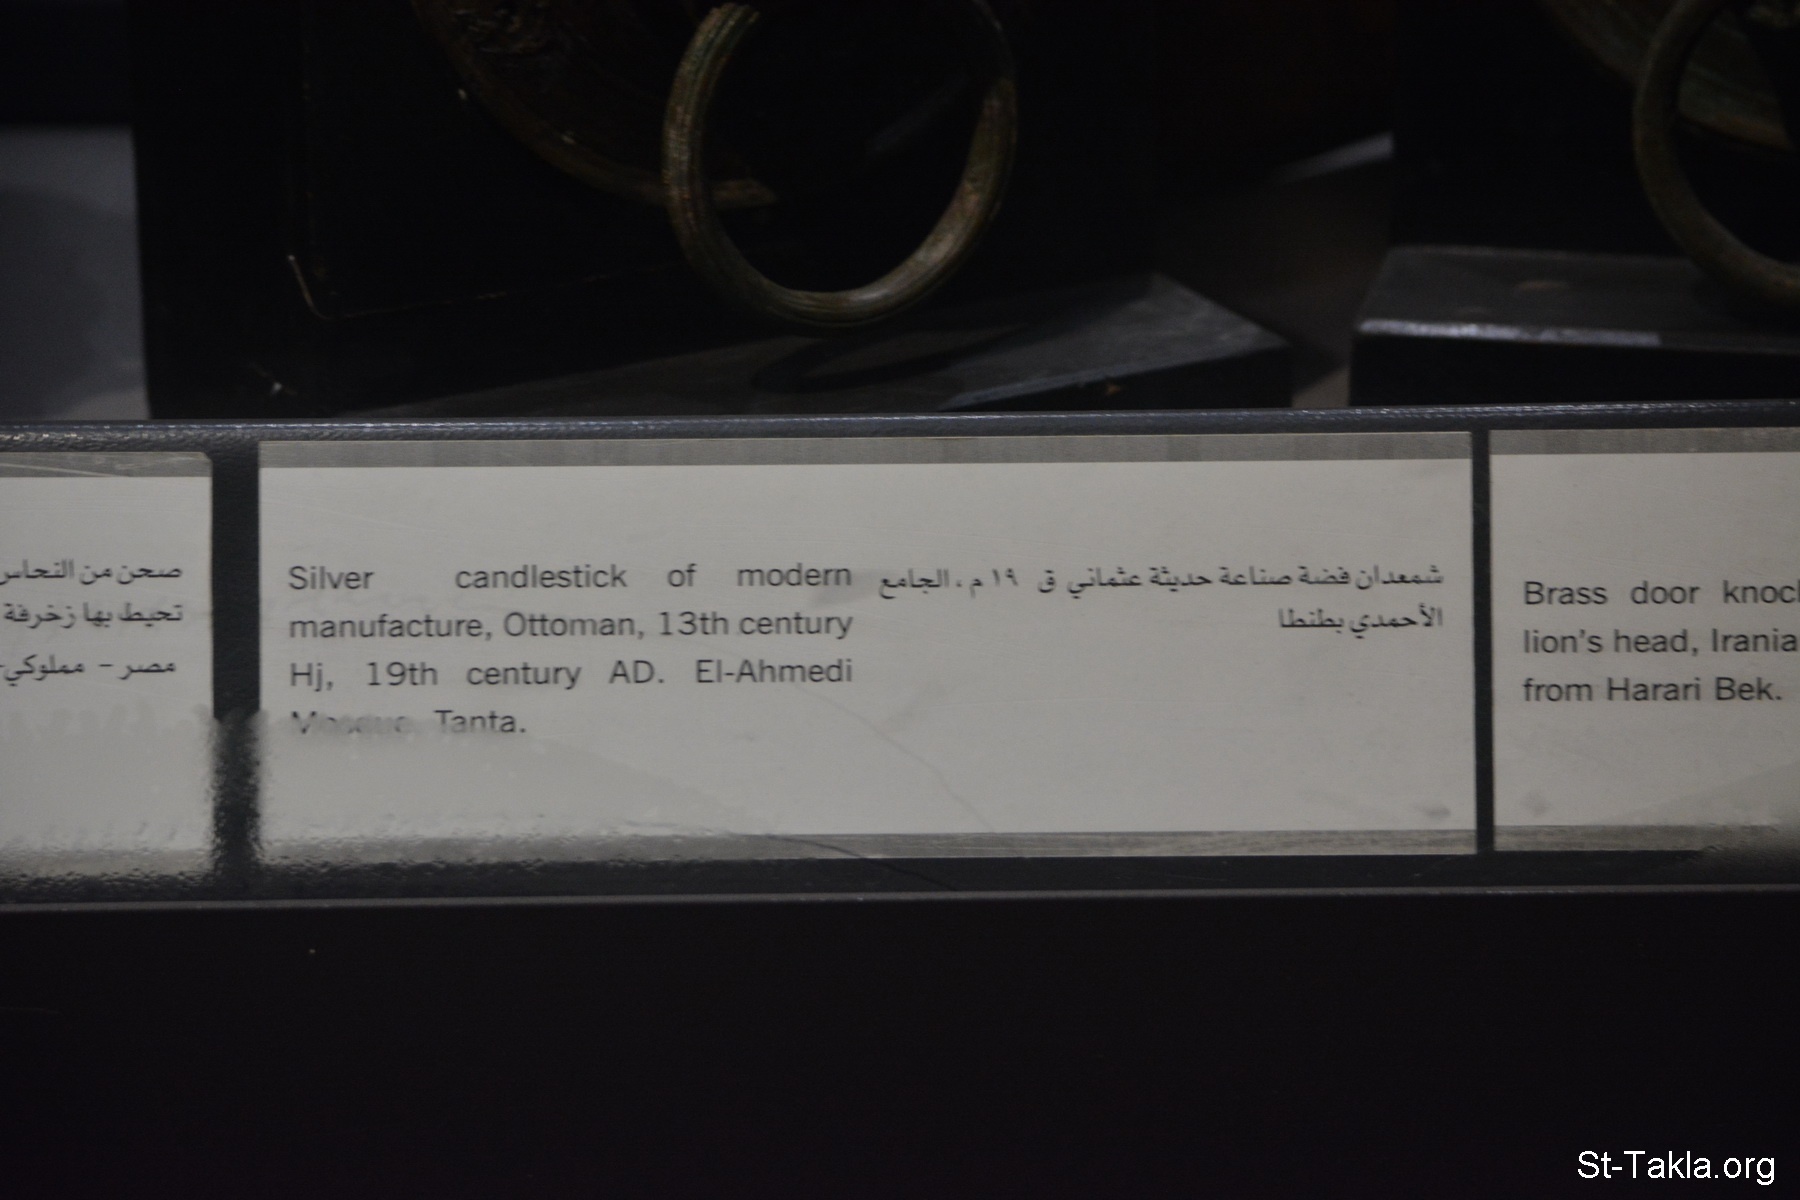 صحن من النحاس
تحيط بها زخرفة
مصر - مملوكي-
Silver candlestick of modern
manufacture, Ottoman, 13th century
Hj, 19th century AD. El-Ahmedi
Mosque, Tanta.
شمعدان فضة صناعة حديثة عثماني ق ١٩ م ، الجامع
الأحمدي بطنطا
Brass door knoc
lion's head, Irania
from Harari Bek.
St-Takla.org